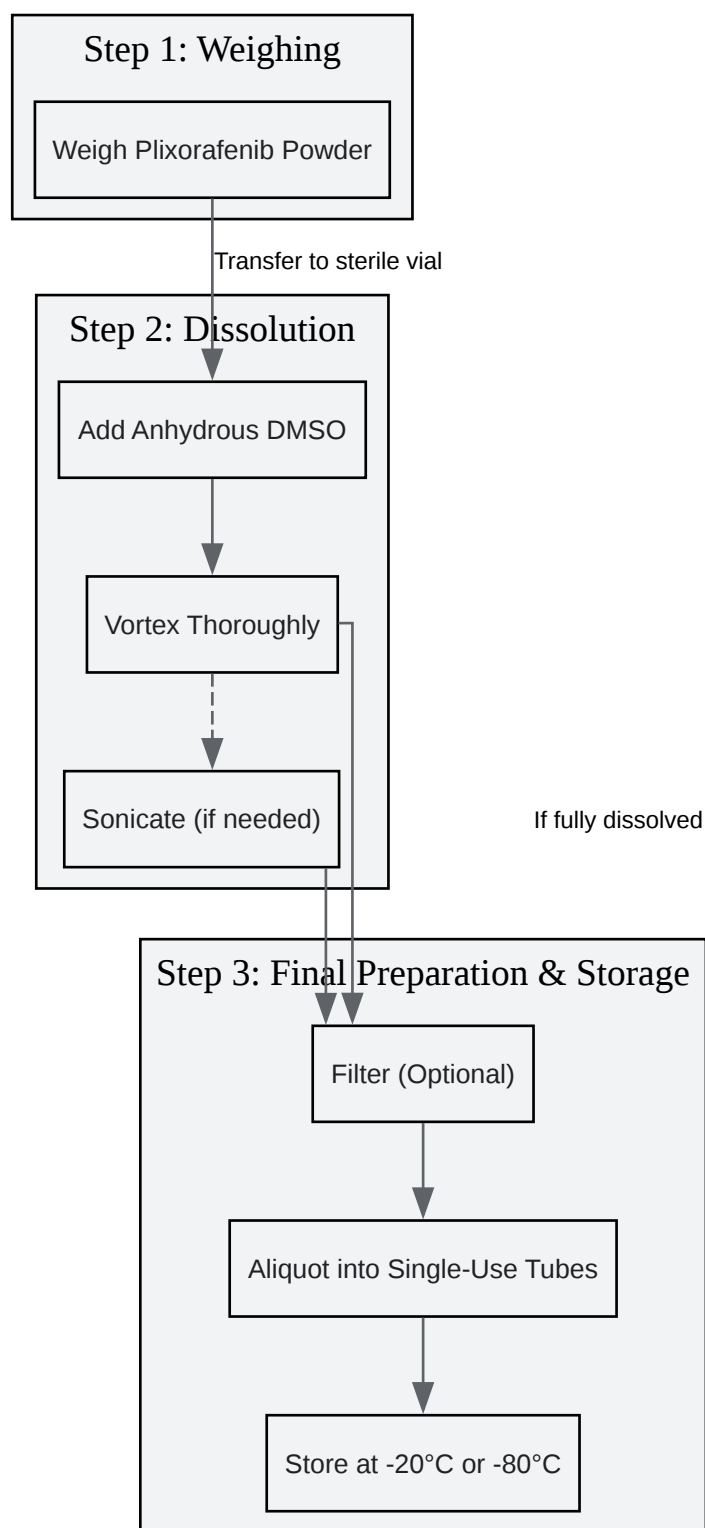 Step 1: Weighing
Weigh Plixorafenib Powder
Transfer to sterile vial
Step 2: Dissolution
Add Anhydrous DMSO
Vortex Thoroughly
Sonicate (if needed)
If fully dissolved
Step 3: Final Preparation & Storage
Filter (Optional)
Aliquot into Single-Use Tubes
Store at -20°C or -80°C